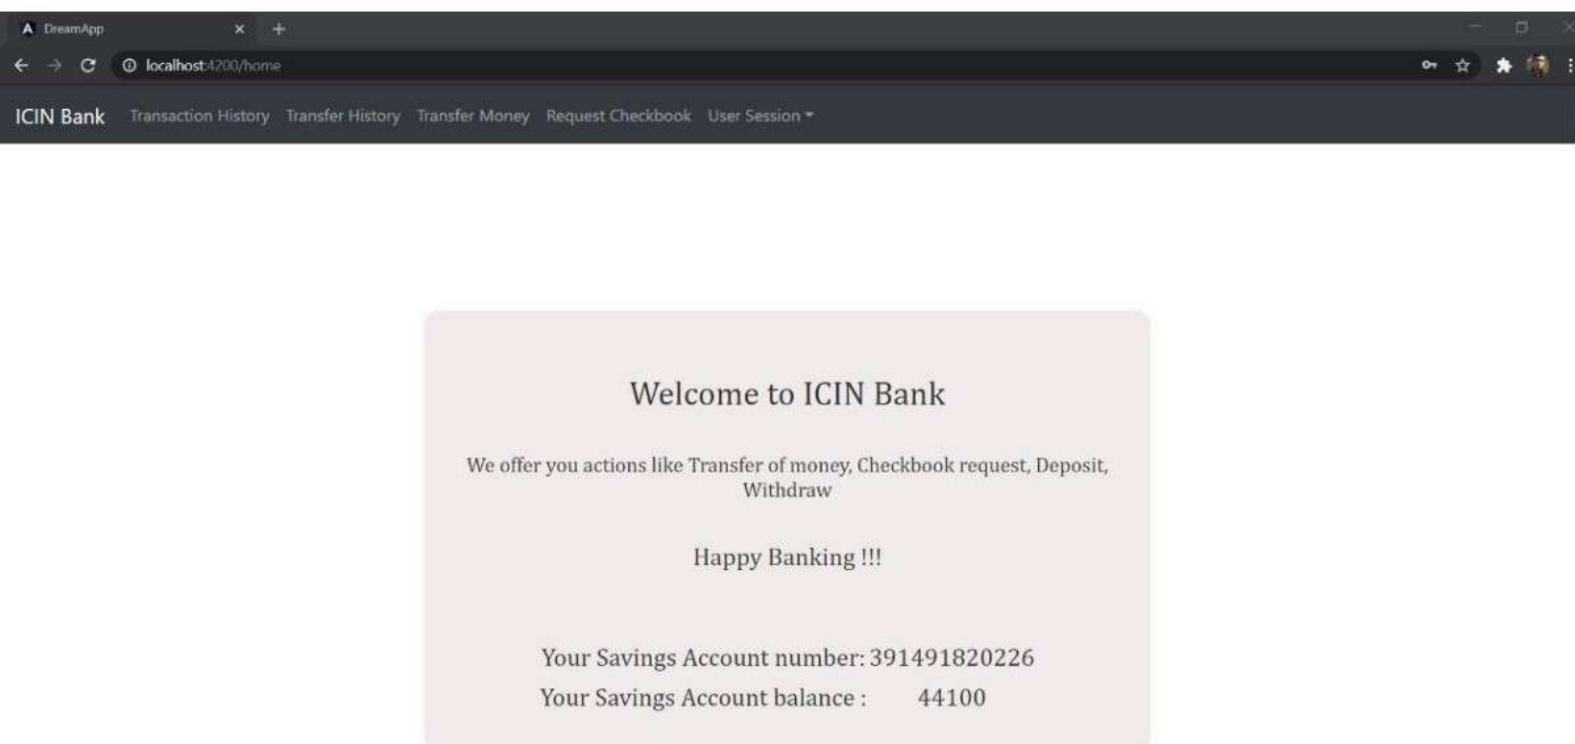 DreamApp
localhost:4200/home
ICIN Bank Transaction History Transfer History Transfer Money Request Checkbook User Session
Welcome to ICIN Bank
We offer you actions like Transfer of money, Checkbook request, Deposit,
Withdraw
Happy Banking !!!
Your Savings Account number: 391491820226
Your Savings Account balance : 44100